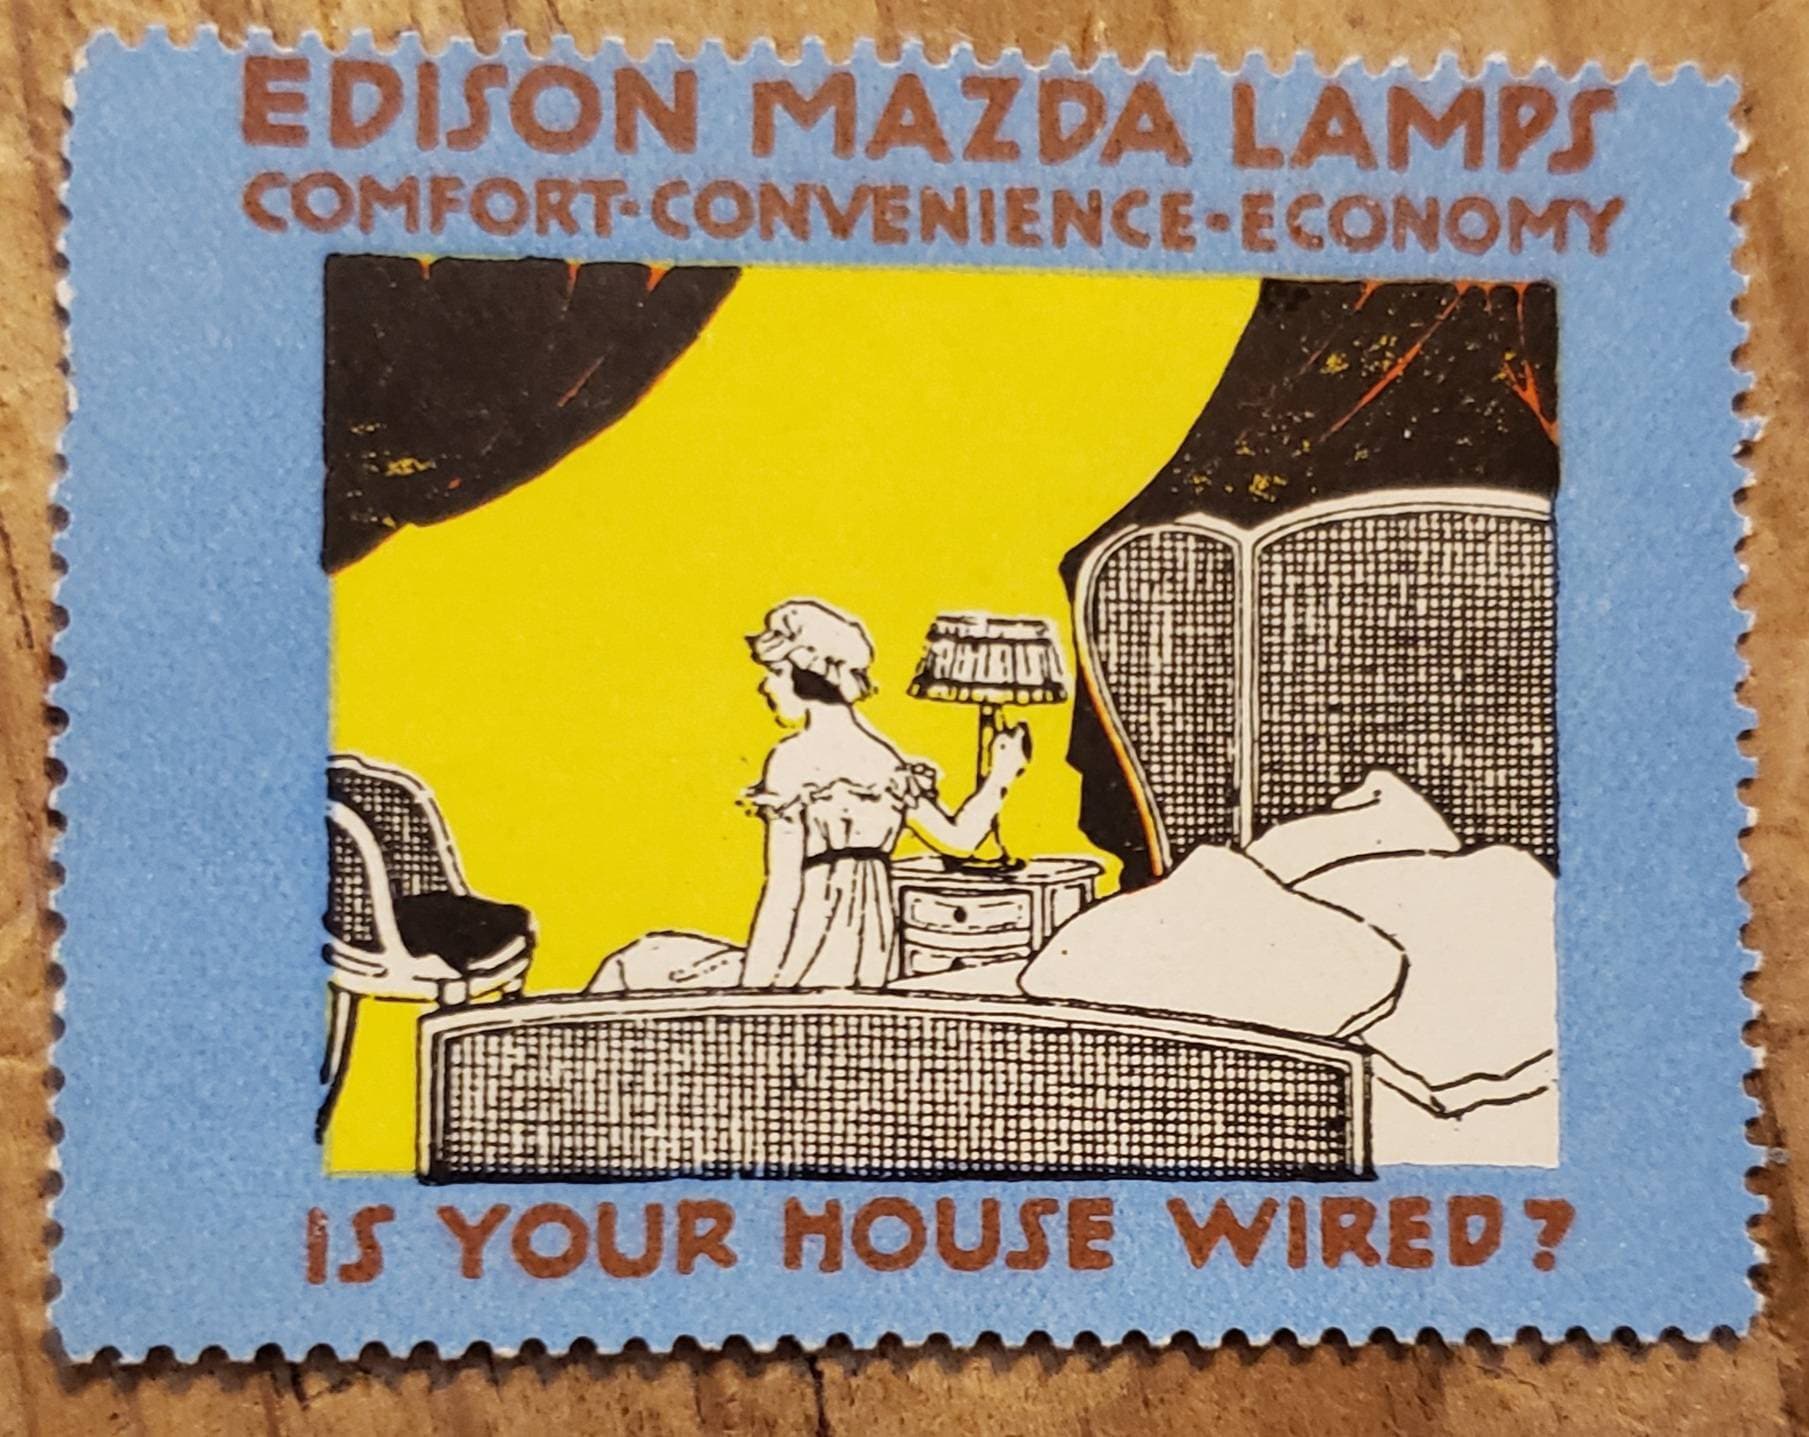 EDISON MAZDA LAMPS
COMFORT·CONVENIENCE·ECONOMY
IS YOUR HOUSE WIRED?